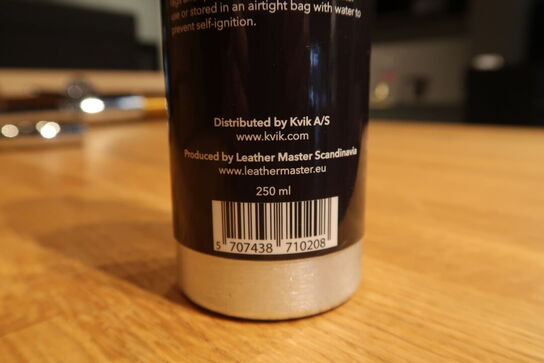 use or stored in an airtight bag with water to
prevent self-ignition.
Distributed by Kvik A/S
www.kvik.com
Produced by Leather Master Scandinavia
www.leathermaster.eu
250 ml
5 707438 710208